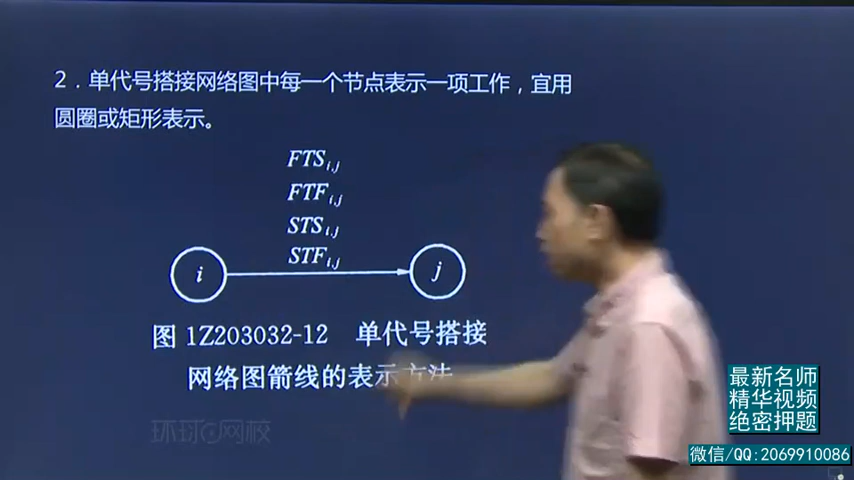 2．单代号搭接网络图中每一个节点表示一项工作，宜用
圆圈或矩形表示。
FTSi,j
FTFi,j
STSi,j
STFi,j
i
j
图 1Z203032-12 单代号搭接
网络图箭线的表示方法
环球网校
最新名师
精华视频
绝密押题
微信/QQ:2069910086